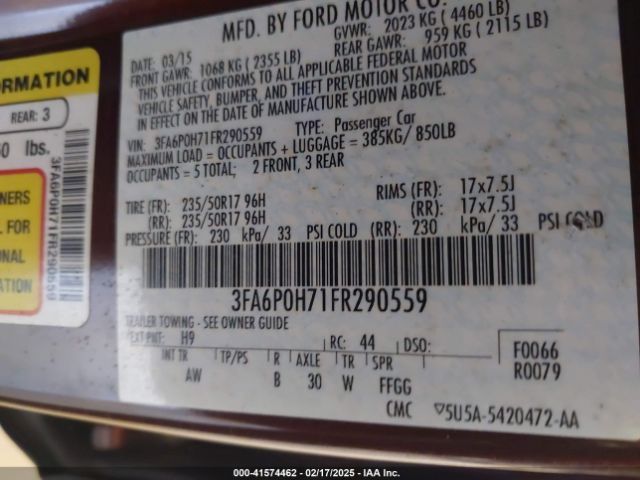 MFD. BY FORD MOTOR CO.
DATE: 03/15
GVWR: 2023 KG ( 4460 LB)
FRONT GAWR: 1068 KG ( 2355 LB)
REAR GAWR: 959 KG ( 2115 LB)
THIS VEHICLE CONFORMS TO ALL APPLICABLE FEDERAL MOTOR
VEHICLE SAFETY, BUMPER, AND THEFT PREVENTION STANDARDS
IN EFFECT ON THE DATE OF MANUFACTURE SHOWN ABOVE.
VIN: 3FA6P0H71FR290559
TYPE: Passenger Car
MAXIMUM LOAD = OCCUPANTS + LUGGAGE = 385KG/ 850LB
OCCUPANTS = 5 TOTAL; 2 FRONT, 3 REAR
TIRE (FR): 235/50R17 96H RIMS (FR): 17x7.5J
(RR): 235/50R17 96H (RR): 17x7.5J
PRESSURE (FR): 230 kPa/ 33 PSI COLD (RR): 230 kPa/ 33 PSI COLD
3FA6P0H71FR290559
TRAILER TOWING - SEE OWNER GUIDE
EXT PNT: H9 RC: 44 DSO: F0066
R0079
INT TR TP/PS R AXLE TR SPR
AW B 30 W FFGG
CMC 5U5A-5420472-AA
ORMATION
REAR: 3
lbs.
3FA6P0H71FR290559
NERS
FOR
ONAL
ATION
000-41574462 - 02/17/2025 - IAA Inc.